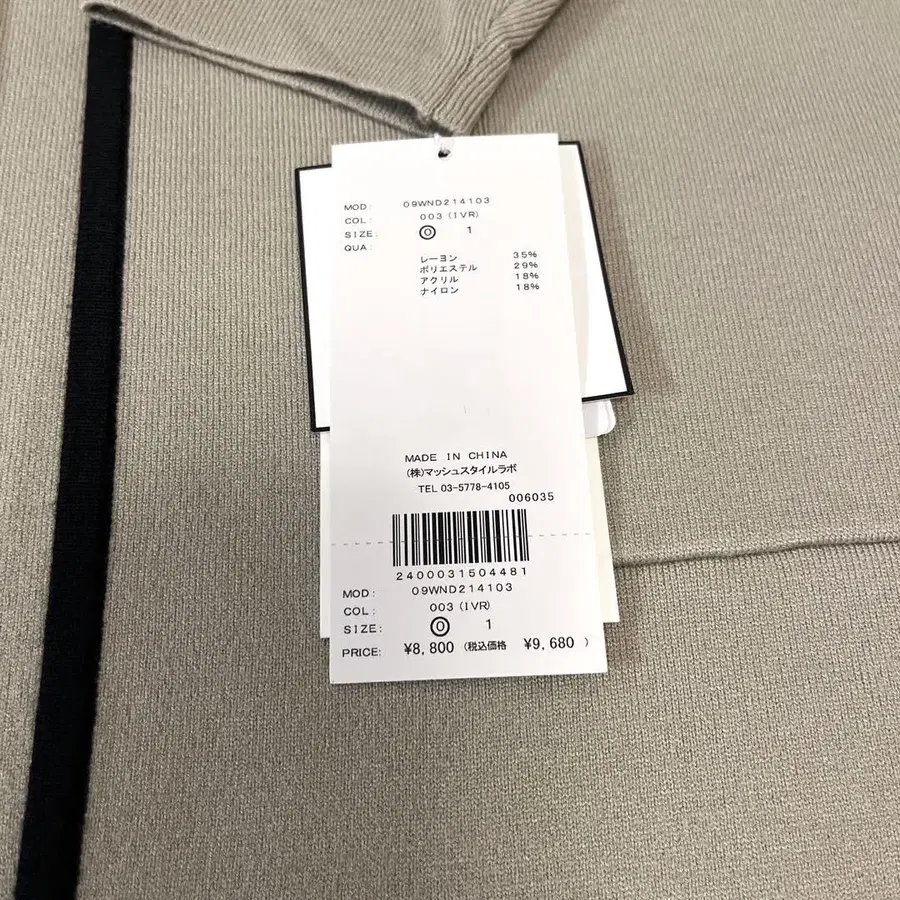 MOD: 09WND214103
COL: 003 (IVR)
SIZE: 0 1
QUA:
レーヨン 35%
ポリエステル 29%
アクリル 18%
ナイロン 18%
MADE IN CHINA
(株)マッシュスタイルラボ
TEL 03-5778-4105
006035
2400031504481
MOD: 09WND214103
COL: 003 (IVR)
SIZE: 0 1
PRICE: ¥8,800 (税込価格 ¥9,680 )